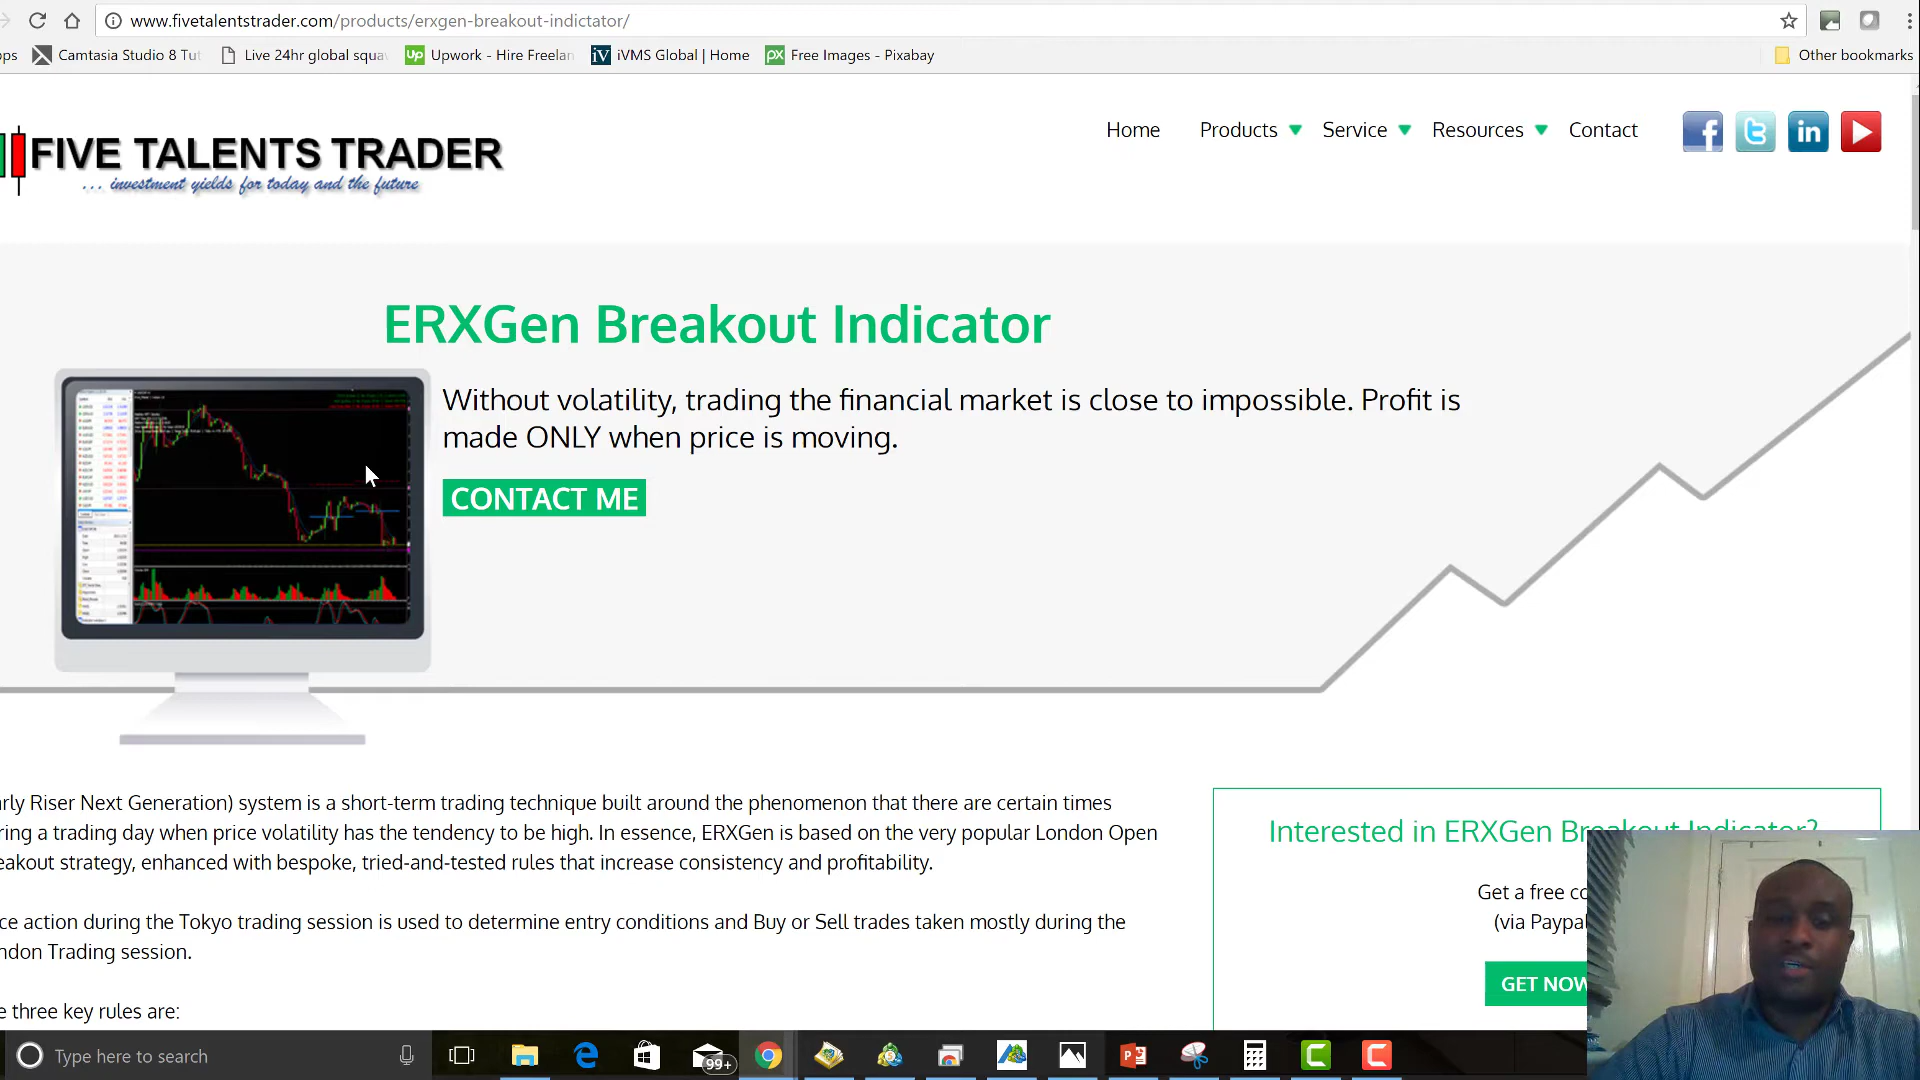 www.fivetalentstrader.com/products/erxgen-breakout-indictator/
ps Camtasia Studio 8 Tut Live 24hr global squa Up Upwork - Hire Freelan iV iVMS Global | Home px Free Images - Pixabay Other bookmarks
Home Products Service Resources Contact
FIVE TALENTS TRADER
... investment yields for today and the future
ERXGen Breakout Indicator
Without volatility, trading the financial market is close to impossible. Profit is
made ONLY when price is moving.
CONTACT ME
rly Riser Next Generation) system is a short-term trading technique built around the phenomenon that there are certain times
ring a trading day when price volatility has the tendency to be high. In essence, ERXGen is based on the very popular London Open
eakout strategy, enhanced with bespoke, tried-and-tested rules that increase consistency and profitability.
ce action during the Tokyo trading session is used to determine entry conditions and Buy or Sell trades taken mostly during the
ndon Trading session.
e three key rules are:
Interested in ERXGen Breakout Indicator?
Get a free co
(via Paypal
GET NOW
Type here to search
99+